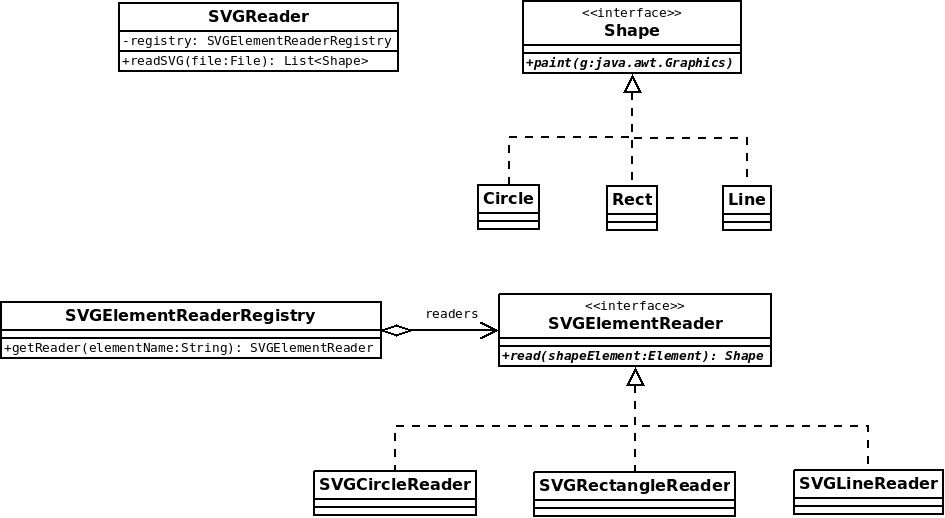 SVGReader
-registry: SVGElementReaderRegistry
+readSVG(file:File): List<Shape>
<<interface>>
Shape
+paint(g:java.awt.Graphics)
Circle
Rect
Line
SVGElementReaderRegistry
+getReader(elementName:String): SVGElementReader
readers
<<interface>>
SVGElementReader
+read(shapeElement:Element): Shape
SVGCircleReader
SVGRectangleReader
SVGLineReader